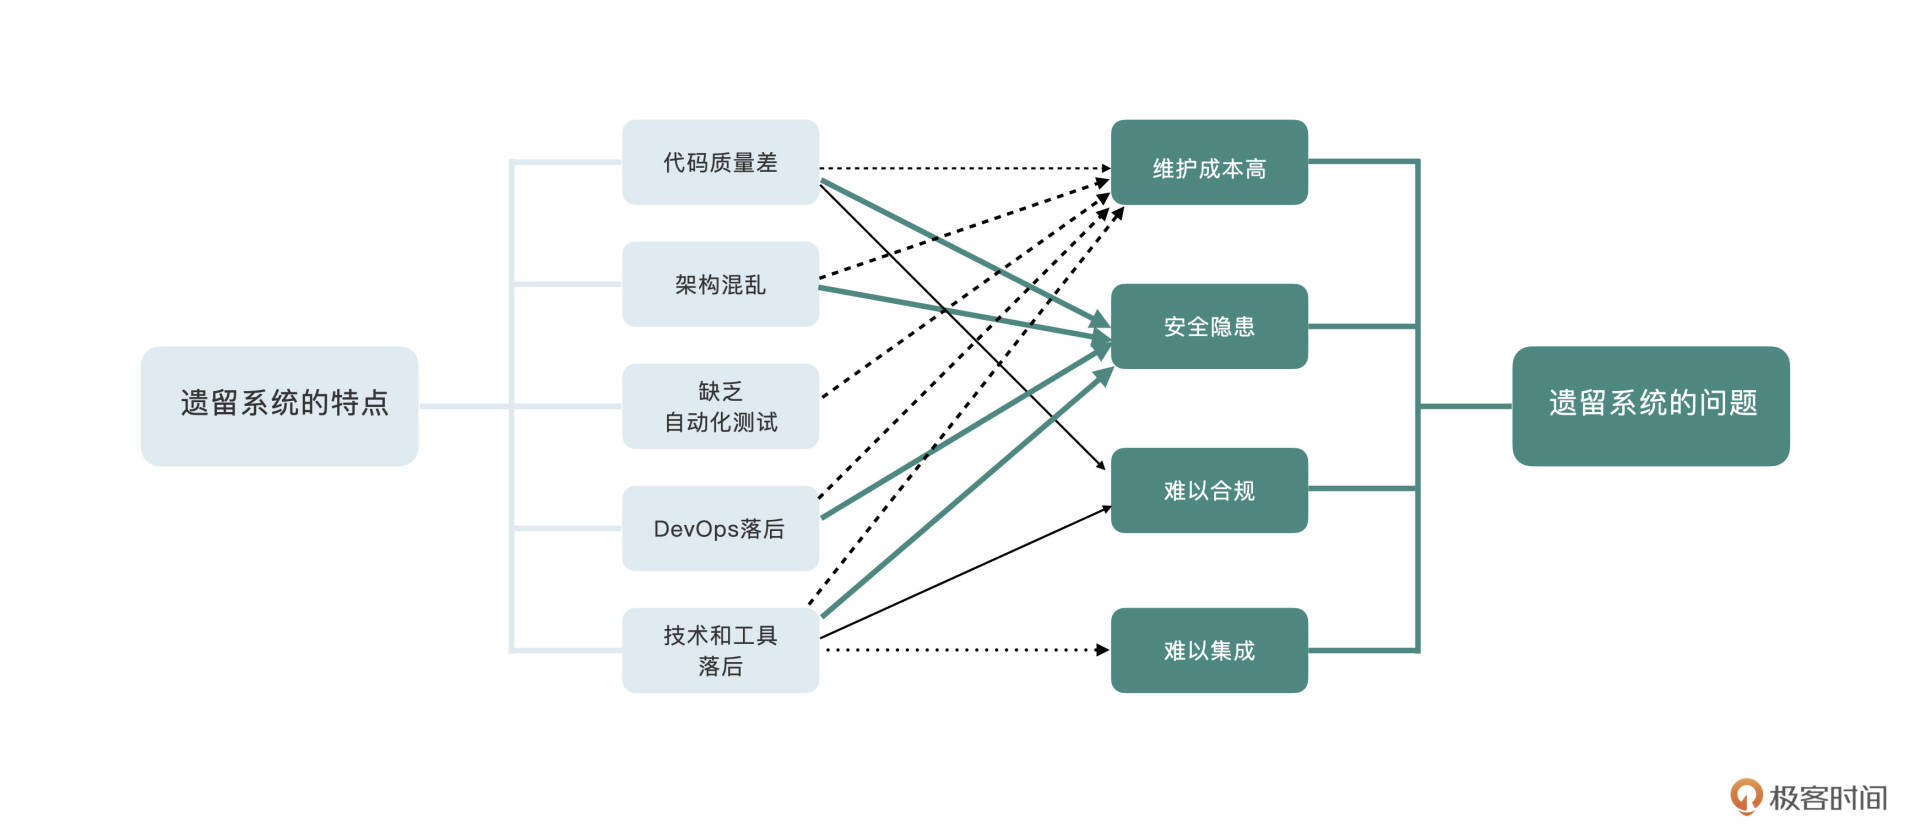 遗留系统的特点
代码质量差
架构混乱
缺乏
自动化测试
DevOps落后
技术和工具
落后
维护成本高
安全隐患
难以合规
难以集成
遗留系统的问题
极客时间